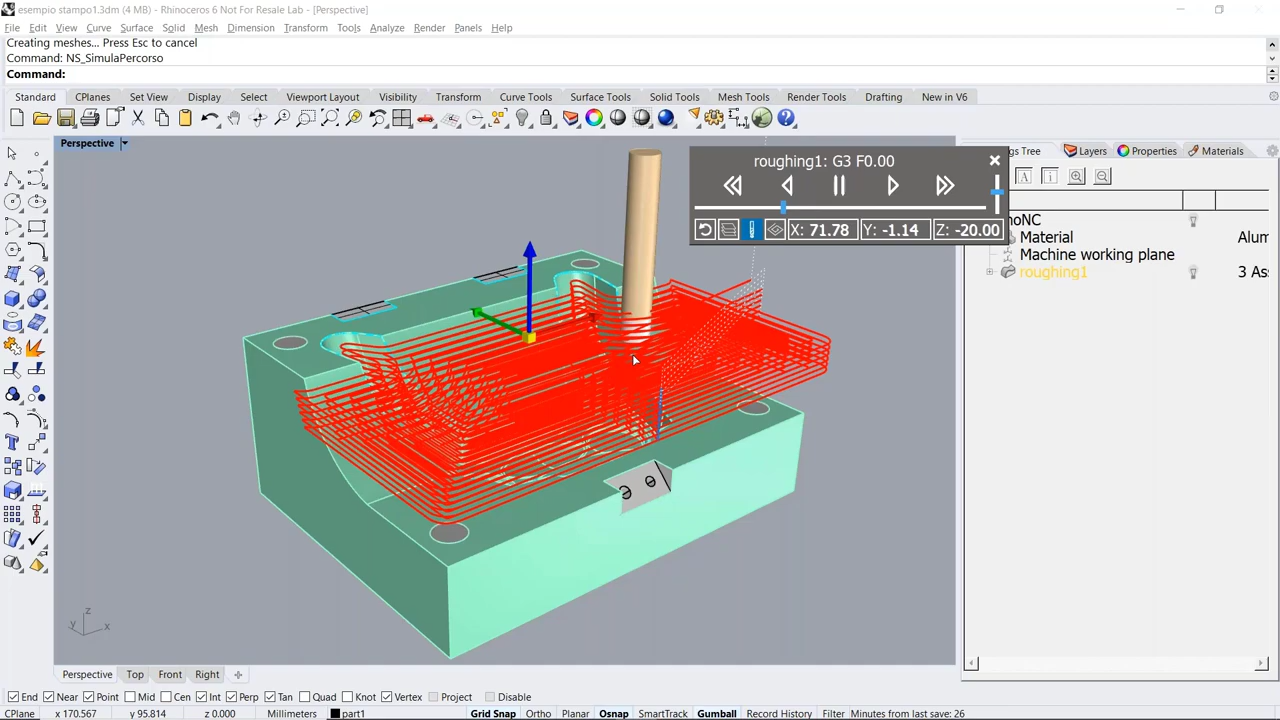 esempio stampo1.3dm (4 MB) - Rhinoceros 6 Not For Resale Lab - [Perspective]
File Edit View Curve Surface Solid Mesh Dimension Transform Tools Analyze Render Panels Help
Creating meshes... Press Esc to cancel
Command: NS_SimulaPercorso
Command:
Standard CPlanes Set View Display Select Viewport Layout Visibility Transform Curve Tools Surface Tools Solid Tools Mesh Tools Render Tools Drafting New in V6
Perspective
roughing1: G3 F0.00
gs Tree Layers Properties Materials
A i
X: 71.78 Y: -1.14 Z: -20.00
noNC
Material Alum
Machine working plane
roughing1 3 Ass
z
y x
Perspective Top Front Right
End Near Point Mid Cen Int Perp Tan Quad Knot Vertex Project Disable
CPlane x 170.567 y 95.814 z 0.000 Millimeters part1 Grid Snap Ortho Planar Osnap SmartTrack Gumball Record History Filter Minutes from last save: 26